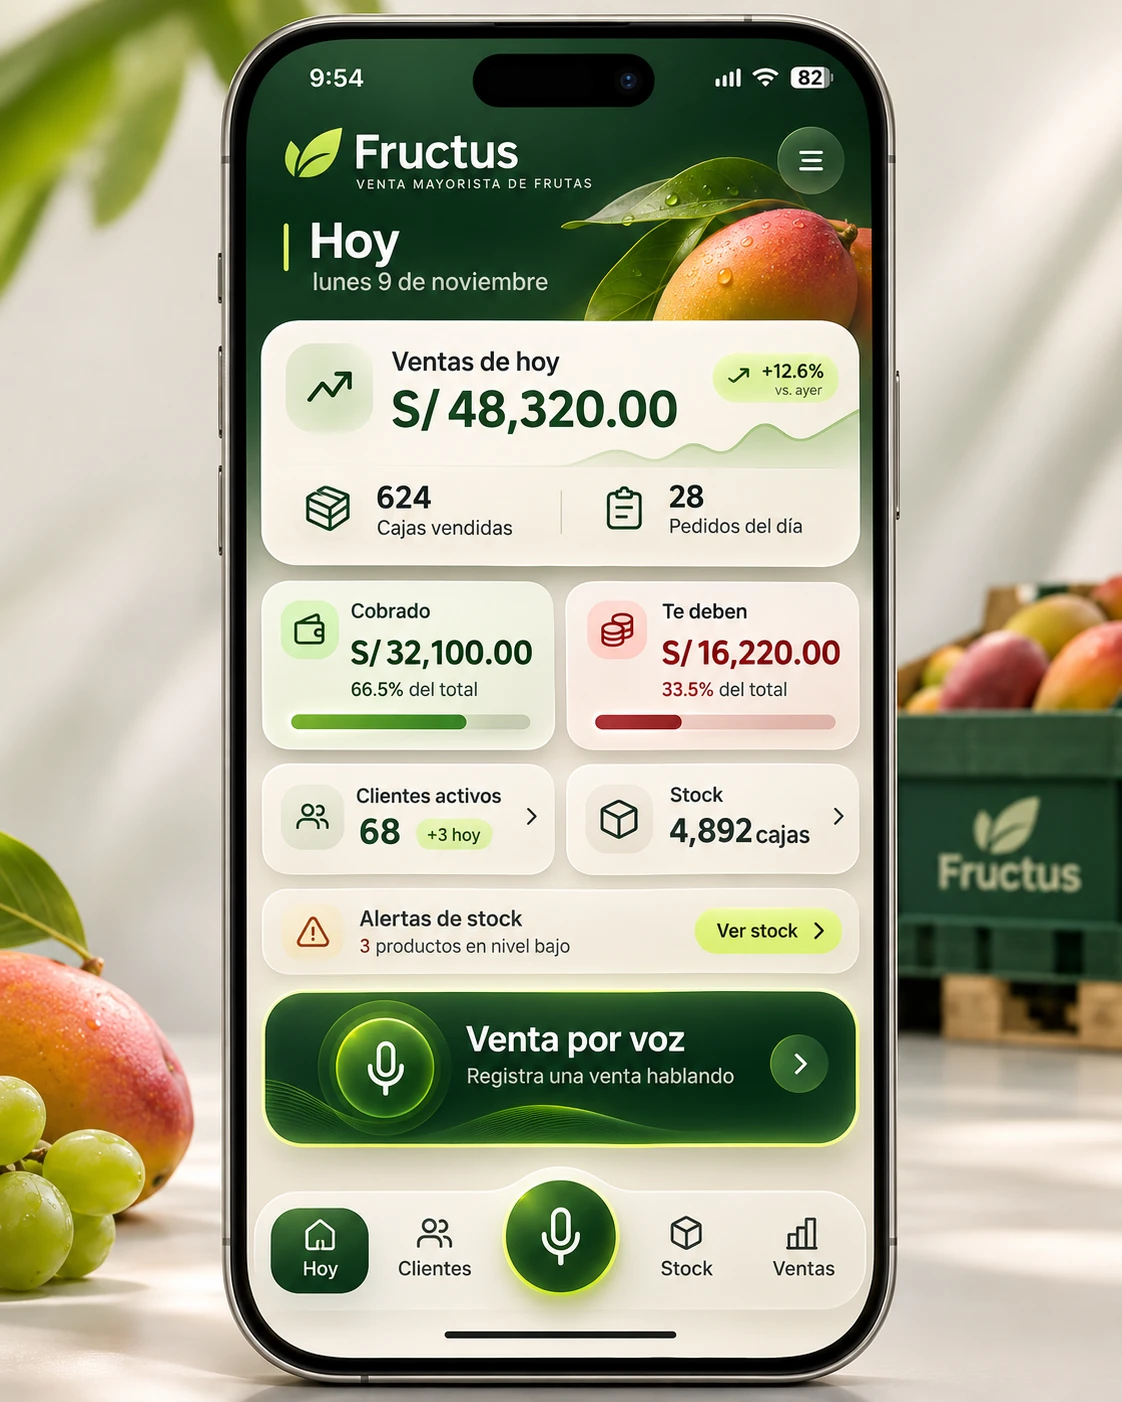 9:54
82
Fructus
VENTA MAYORISTA DE FRUTAS
Hoy
lunes 9 de noviembre
Ventas de hoy
S/ 48,320.00
+12.6%
vs. ayer
624
Cajas vendidas
28
Pedidos del día
Cobrado
S/ 32,100.00
66.5% del total
Te deben
S/ 16,220.00
33.5% del total
Clientes activos
68
+3 hoy
Stock
4,892 cajas
Alertas de stock
3 productos en nivel bajo
Ver stock
Venta por voz
Registra una venta hablando
Hoy
Clientes
Stock
Ventas
Fructus